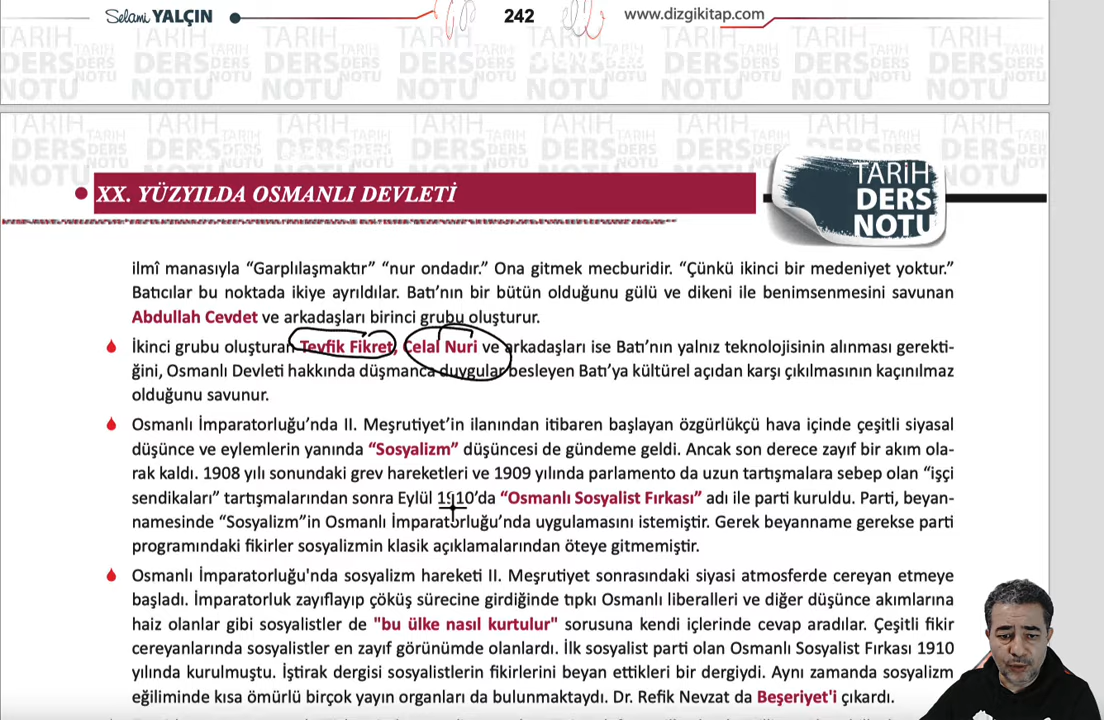 Selami YALÇIN
242
www.dizgikitap.com
XX. YÜZYILDA OSMANLI DEVLETİ
TARİH
DERS
NOTU
ilmî manasıyla “Garplılaşmaktır” “nur ondadır.” Ona gitmek mecburidir. “Çünkü ikinci bir medeniyet yoktur.”
Batıcılar bu noktada ikiye ayrıldılar. Batı’nın bir bütün olduğunu gülü ve dikeni ile benimsenmesini savunan
Abdullah Cevdet ve arkadaşları birinci grubu oluşturur.
İkinci grubu oluşturan Tevfik Fikret, Celal Nuri ve arkadaşları ise Batı’nın yalnız teknolojisinin alınması gerekti-
ğini, Osmanlı Devleti hakkında düşmanca duygular besleyen Batı’ya kültürel açıdan karşı çıkılmasının kaçınılmaz
olduğunu savunur.
Osmanlı İmparatorluğu’nda II. Meşrutiyet’in ilanından itibaren başlayan özgürlükçü hava içinde çeşitli siyasal
düşünce ve eylemlerin yanında “Sosyalizm” düşüncesi de gündeme geldi. Ancak son derece zayıf bir akım ola-
rak kaldı. 1908 yılı sonundaki grev hareketleri ve 1909 yılında parlamento da uzun tartışmalara sebep olan “işçi
sendikaları” tartışmalarından sonra Eylül 1910’da “Osmanlı Sosyalist Fırkası” adı ile parti kuruldu. Parti, beyan-
namesinde “Sosyalizm”in Osmanlı İmparatorluğu’nda uygulamasını istemiştir. Gerek beyanname gerekse parti
programındaki fikirler sosyalizmin klasik açıklamalarından öteye gitmemiştir.
Osmanlı İmparatorluğu'nda sosyalizm hareketi II. Meşrutiyet sonrasındaki siyasi atmosferde cereyan etmeye
başladı. İmparatorluk zayıflayıp çöküş sürecine girdiğinde tıpkı Osmanlı liberalleri ve diğer düşünce akımlarına
haiz olanlar gibi sosyalistler de "bu ülke nasıl kurtulur" sorusuna kendi içlerinde cevap aradılar. Çeşitli fikir
cereyanlarında sosyalistler en zayıf görünümde olanlardı. İlk sosyalist parti olan Osmanlı Sosyalist Fırkası 1910
yılında kurulmuştu. İştirak dergisi sosyalistlerin fikirlerini beyan ettikleri bir dergiydi. Aynı zamanda sosyalizm
eğiliminde kısa ömürlü birçok yayın organları da bulunmaktaydı. Dr. Refik Nevzat da Beşeriyet'i çıkardı.